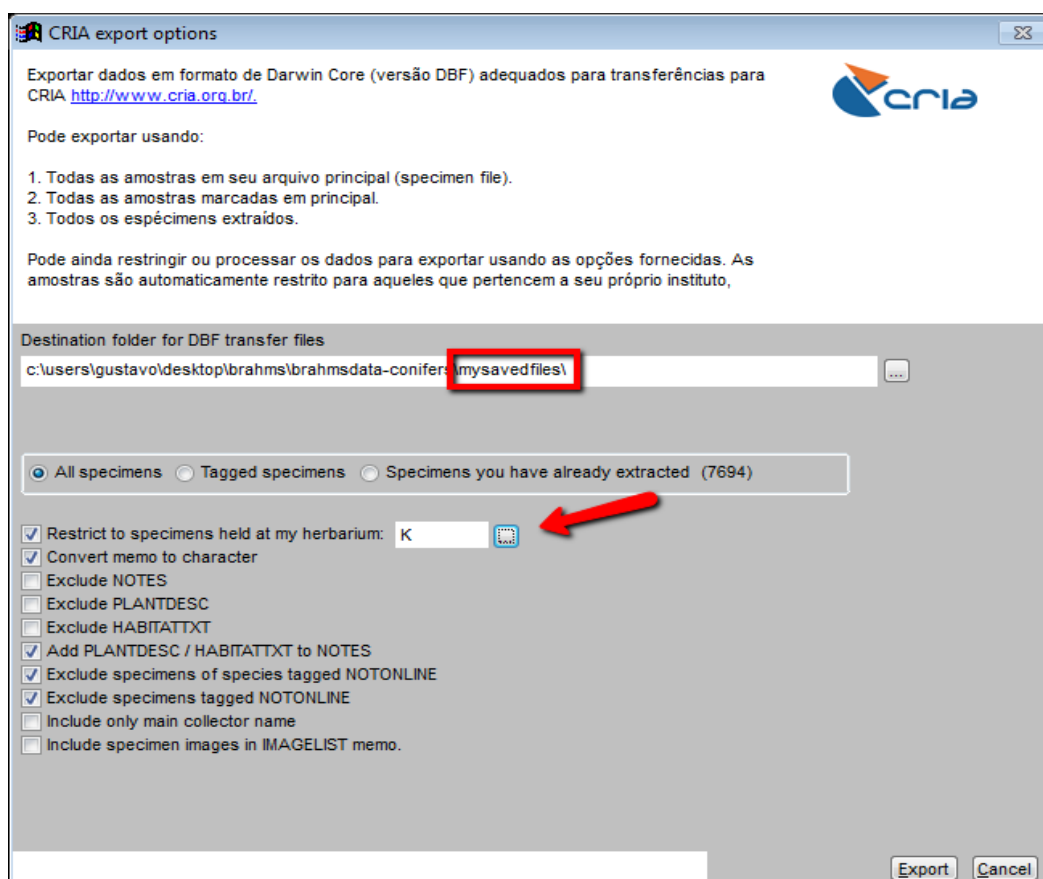 CRIA export options
Exportar dados em formato de Darwin Core (versão DBF) adequados para transferências para
CRIA http://www.cria.org.br/.
cria
Pode exportar usando:
1. Todas as amostras em seu arquivo principal (specimen file).
2. Todas as amostras marcadas em principal.
3. Todos os espécimens extraídos.
Pode ainda restringir ou processar os dados para exportar usando as opções fornecidas. As
amostras são automaticamente restrito para aqueles que pertencem a seu próprio instituto,
Destination folder for DBF transfer files
c:\users\gustavo\desktop\brahms\brahmsdata-conifers\mysavedfiles\
...
All specimens Tagged specimens Specimens you have already extracted (7694)
Restrict to specimens held at my herbarium: K ...
Convert memo to character
Exclude NOTES
Exclude PLANTDESC
Exclude HABITATTXT
Add PLANTDESC / HABITATTXT to NOTES
Exclude specimens of species tagged NOTONLINE
Exclude specimens tagged NOTONLINE
Include only main collector name
Include specimen images in IMAGELIST memo.
Export Cancel